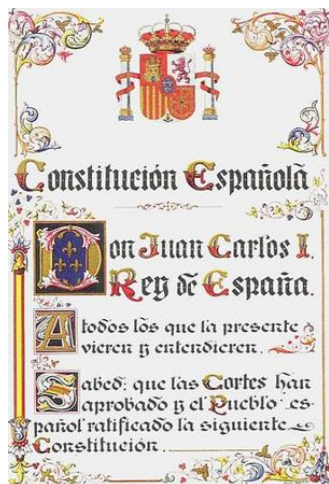 Constitución Española
Don Juan Carlos I.
Rey de España.
A todos los que la presente
vieren y entendieren.
Sabed: que las Cortes han
aprobado y el Pueblo es-
pañol ratificado la siguiente
Constitución.